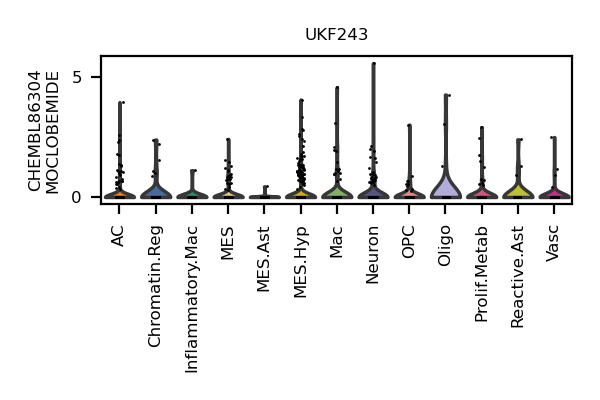 UKF243
CHEMBL86304
MOCLOBEMIDE
5
0
AC
Chromatin.Reg
Inflammatory.Mac
MES
MES.Ast
MES.Hyp
Mac
Neuron
OPC
Oligo
Prolif.Metab
Reactive.Ast
Vasc